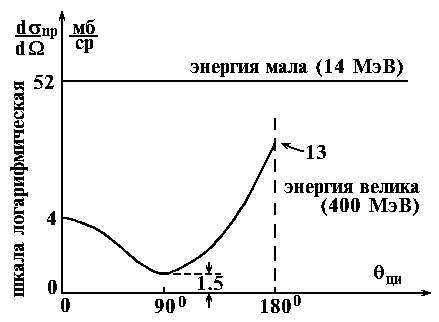 dσпр мб
dΩ ср
энергия мала (14 МэВ)
52
шкала логарифмическая
13
энергия велика
(400 МэВ)
4
1.5
0
θци
0
90⁰
180⁰